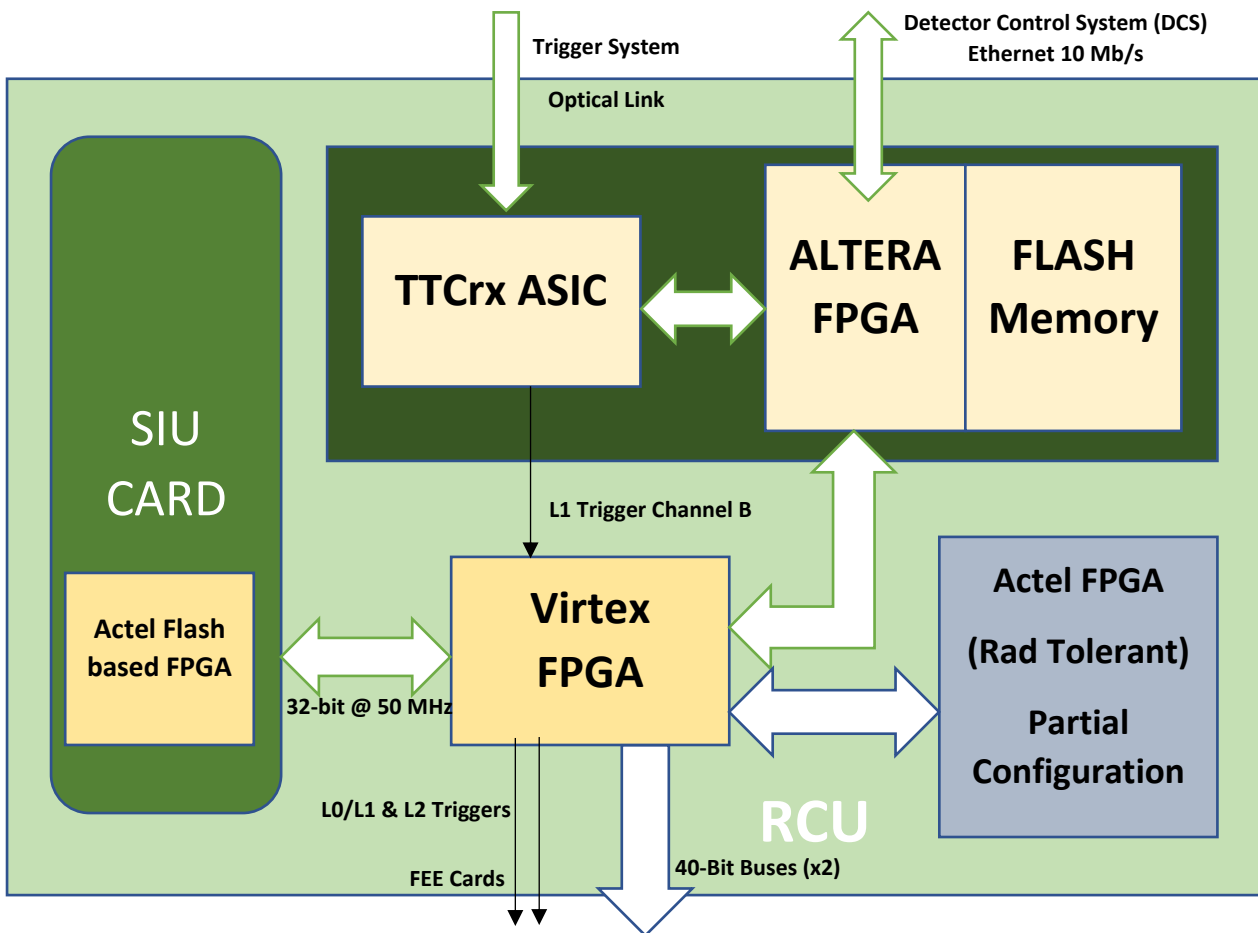 Trigger System
Detector Control System (DCS)
Ethernet 10 Mb/s
Optical Link
TTCrx ASIC
ALTERA
FPGA
FLASH
Memory
SIU
CARD
L1 Trigger Channel B
Actel Flash
based FPGA
32-bit @ 50 MHz
Virtex
FPGA
Actel FPGA
(Rad Tolerant)
Partial
Configuration
RCU
L0/L1 & L2 Triggers
FEE Cards
40-Bit Buses (x2)